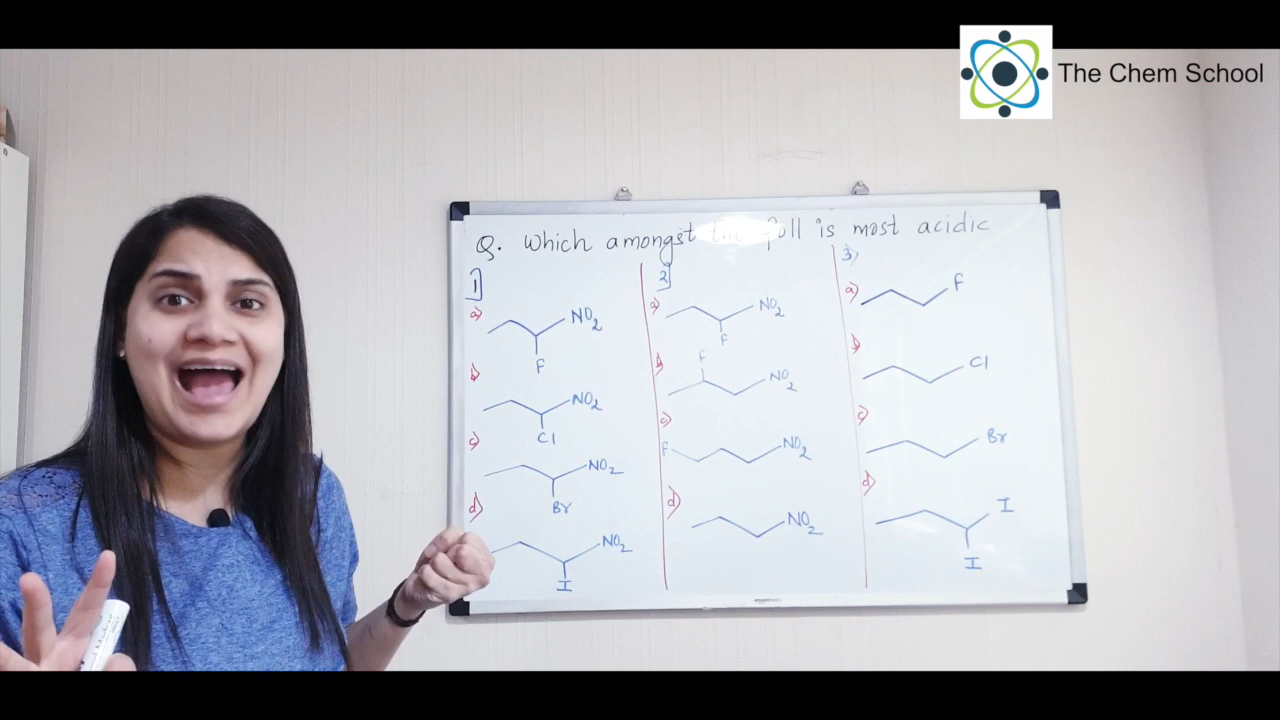 The Chem School
Q. Which amongst the foll is most acidic
1]
a)
NO2
F
b)
NO2
Cl
c)
NO2
Br
d)
NO2
I
2]
a)
NO2
F
b)
F
NO2
c)
F
NO2
d)
NO2
3)
a)
F
b)
Cl
c)
Br
d)
I
I